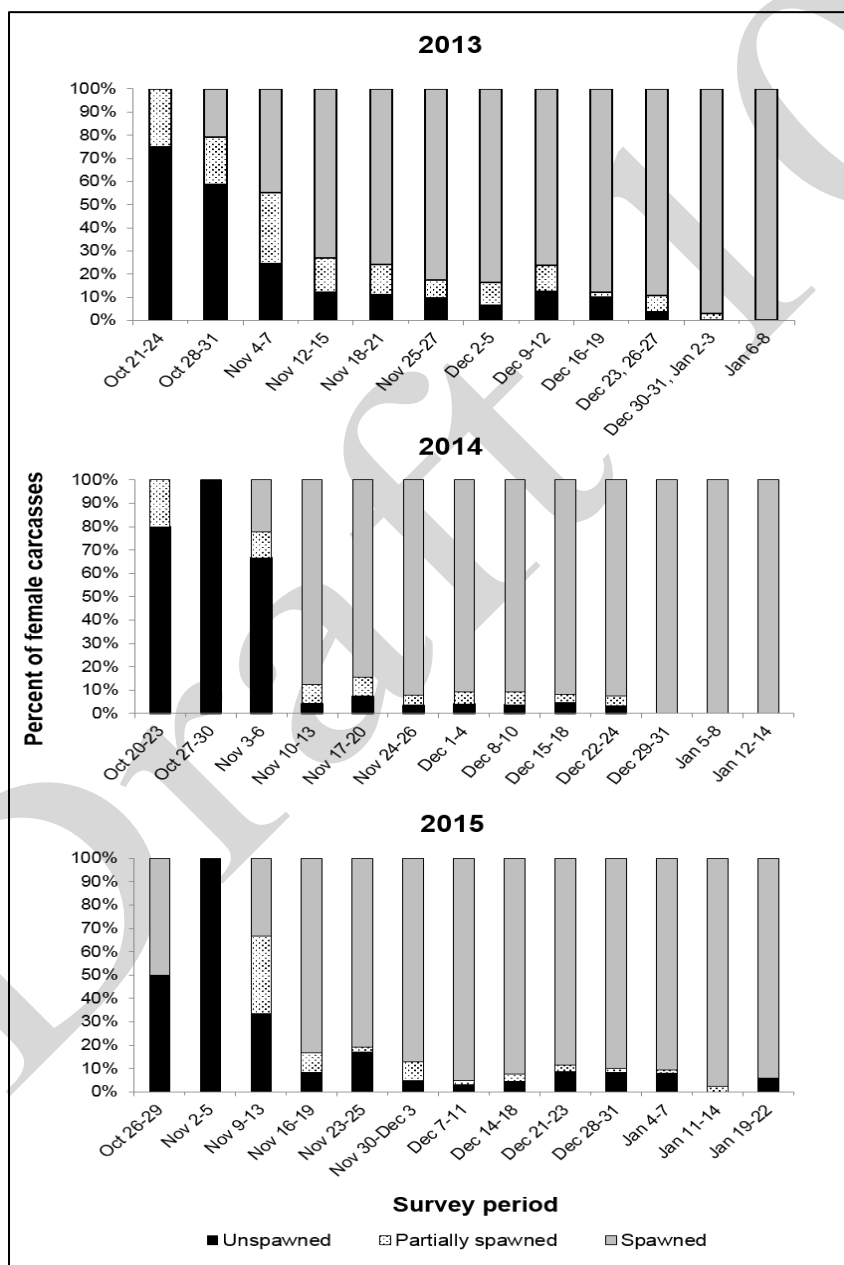 2013
100%
90%
80%
70%
60%
50%
40%
30%
20%
10%
0%
Oct 21-24
Oct 28-31
Nov 4-7
Nov 12-15
Nov 18-21
Nov 25-27
Dec 2-5
Dec 9-12
Dec 16-19
Dec 23, 26-27
Dec 30-31, Jan 2-3
Jan 6-8
Percent of female carcasses
2014
100%
90%
80%
70%
60%
50%
40%
30%
20%
10%
0%
Oct 20-23
Oct 27-30
Nov 3-6
Nov 10-13
Nov 17-20
Nov 24-26
Dec 1-4
Dec 8-10
Dec 15-18
Dec 22-24
Dec 29-31
Jan 5-8
Jan 12-14
2015
100%
90%
80%
70%
60%
50%
40%
30%
20%
10%
0%
Oct 26-29
Nov 2-5
Nov 9-13
Nov 16-19
Nov 23-25
Nov 30-Dec 3
Dec 7-11
Dec 14-18
Dec 21-23
Dec 28-31
Jan 4-7
Jan 11-14
Jan 19-22
Survey period
Unspawned Partially spawned Spawned
Draft